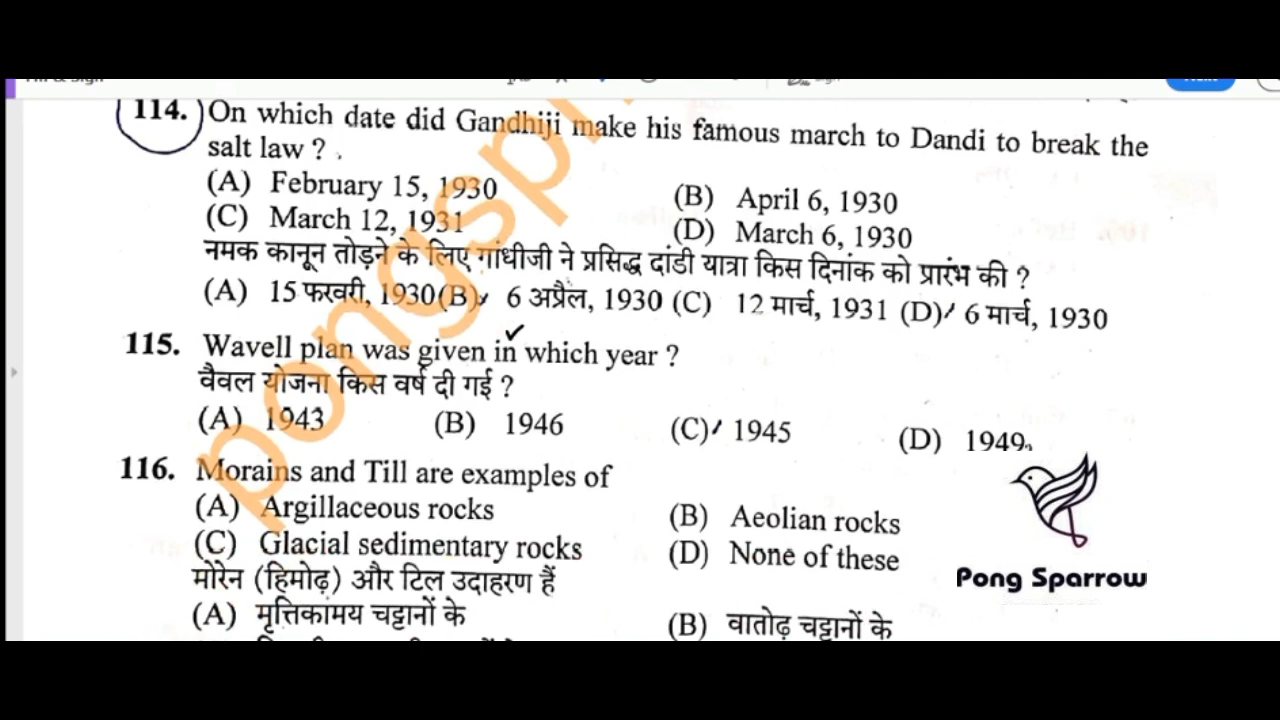 114. On which date did Gandhiji make his famous march to Dandi to break the
salt law ?
(A) February 15, 1930 (B) April 6, 1930
(C) March 12, 1931 (D) March 6, 1930
नमक कानून तोड़ने के लिए गांधीजी ने प्रसिद्ध दांडी यात्रा किस दिनांक को प्रारंभ की ?
(A) 15 फरवरी, 1930 (B) 6 अप्रैल, 1930 (C) 12 मार्च, 1931 (D) 6 मार्च, 1930
115. Wavell plan was given in which year ?
वैवल योजना किस वर्ष दी गई ?
(A) 1943 (B) 1946 (C) 1945 (D) 1949
116. Morains and Till are examples of
(A) Argillaceous rocks (B) Aeolian rocks
(C) Glacial sedimentary rocks (D) None of these
मोरेन (हिमोढ़) और टिल उदाहरण हैं
(A) मृत्तिकामय चट्टानों के (B) वातोढ़ चट्टानों के
Pong Sparrow
pongsp